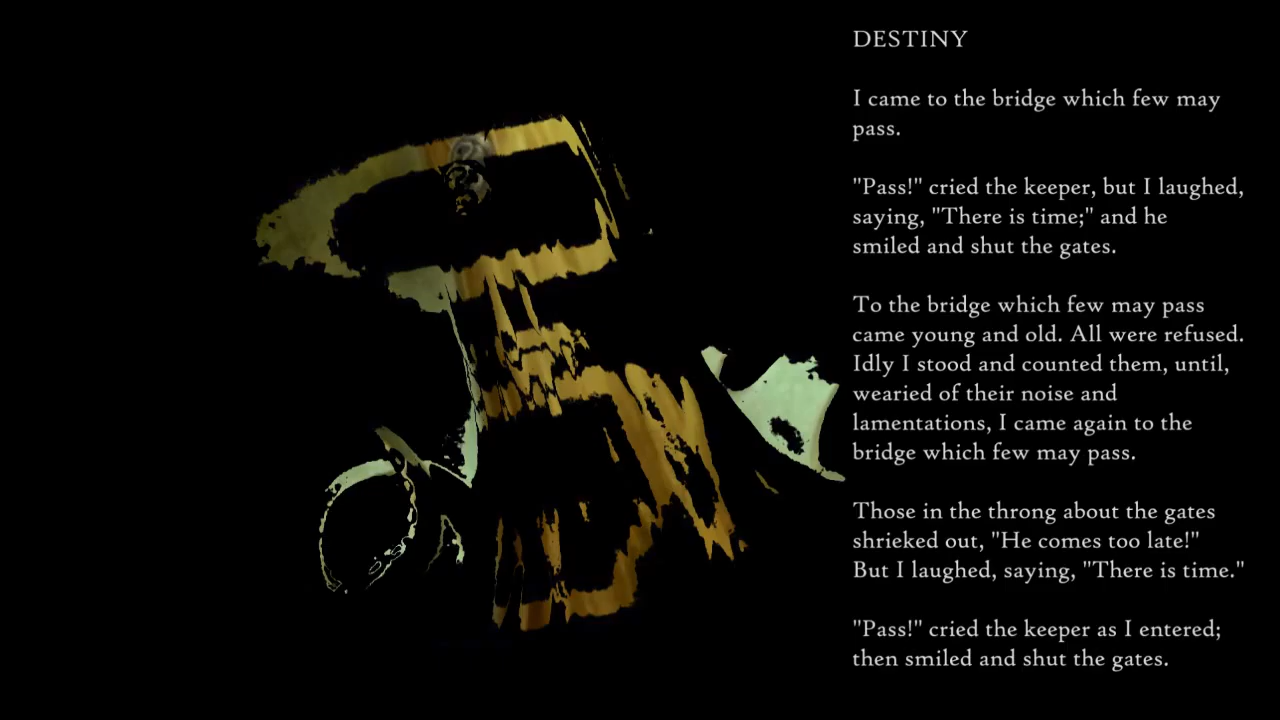 DESTINY
I came to the bridge which few may
pass.
"Pass!" cried the keeper, but I laughed,
saying, "There is time;" and he
smiled and shut the gates.
To the bridge which few may pass
came young and old. All were refused.
Idly I stood and counted them, until,
wearied of their noise and
lamentations, I came again to the
bridge which few may pass.
Those in the throng about the gates
shrieked out, "He comes too late!"
But I laughed, saying, "There is time."
"Pass!" cried the keeper as I entered;
then smiled and shut the gates.